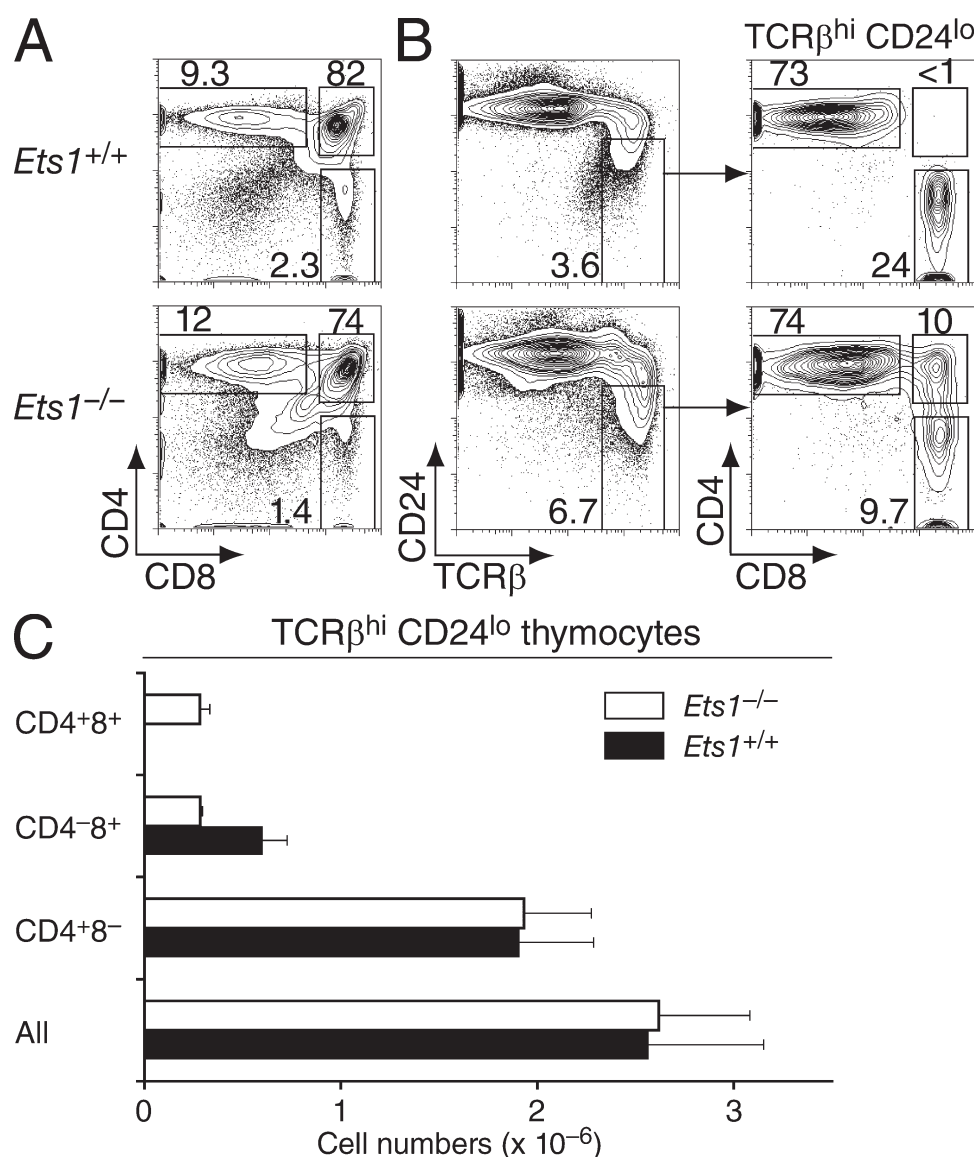 A
B
TCRβhi CD24lo
9.3 82
73 <1
Ets1+/+
2.3
3.6
24
12 74
74 10
Ets1−/−
1.4
6.7
9.7
CD4
CD8
CD24
TCRβ
CD4
CD8
C
TCRβhi CD24lo thymocytes
CD4+8+
Ets1−/−
Ets1+/+
CD4−8+
CD4+8−
All
0 1 2 3
Cell numbers (x 10−6)